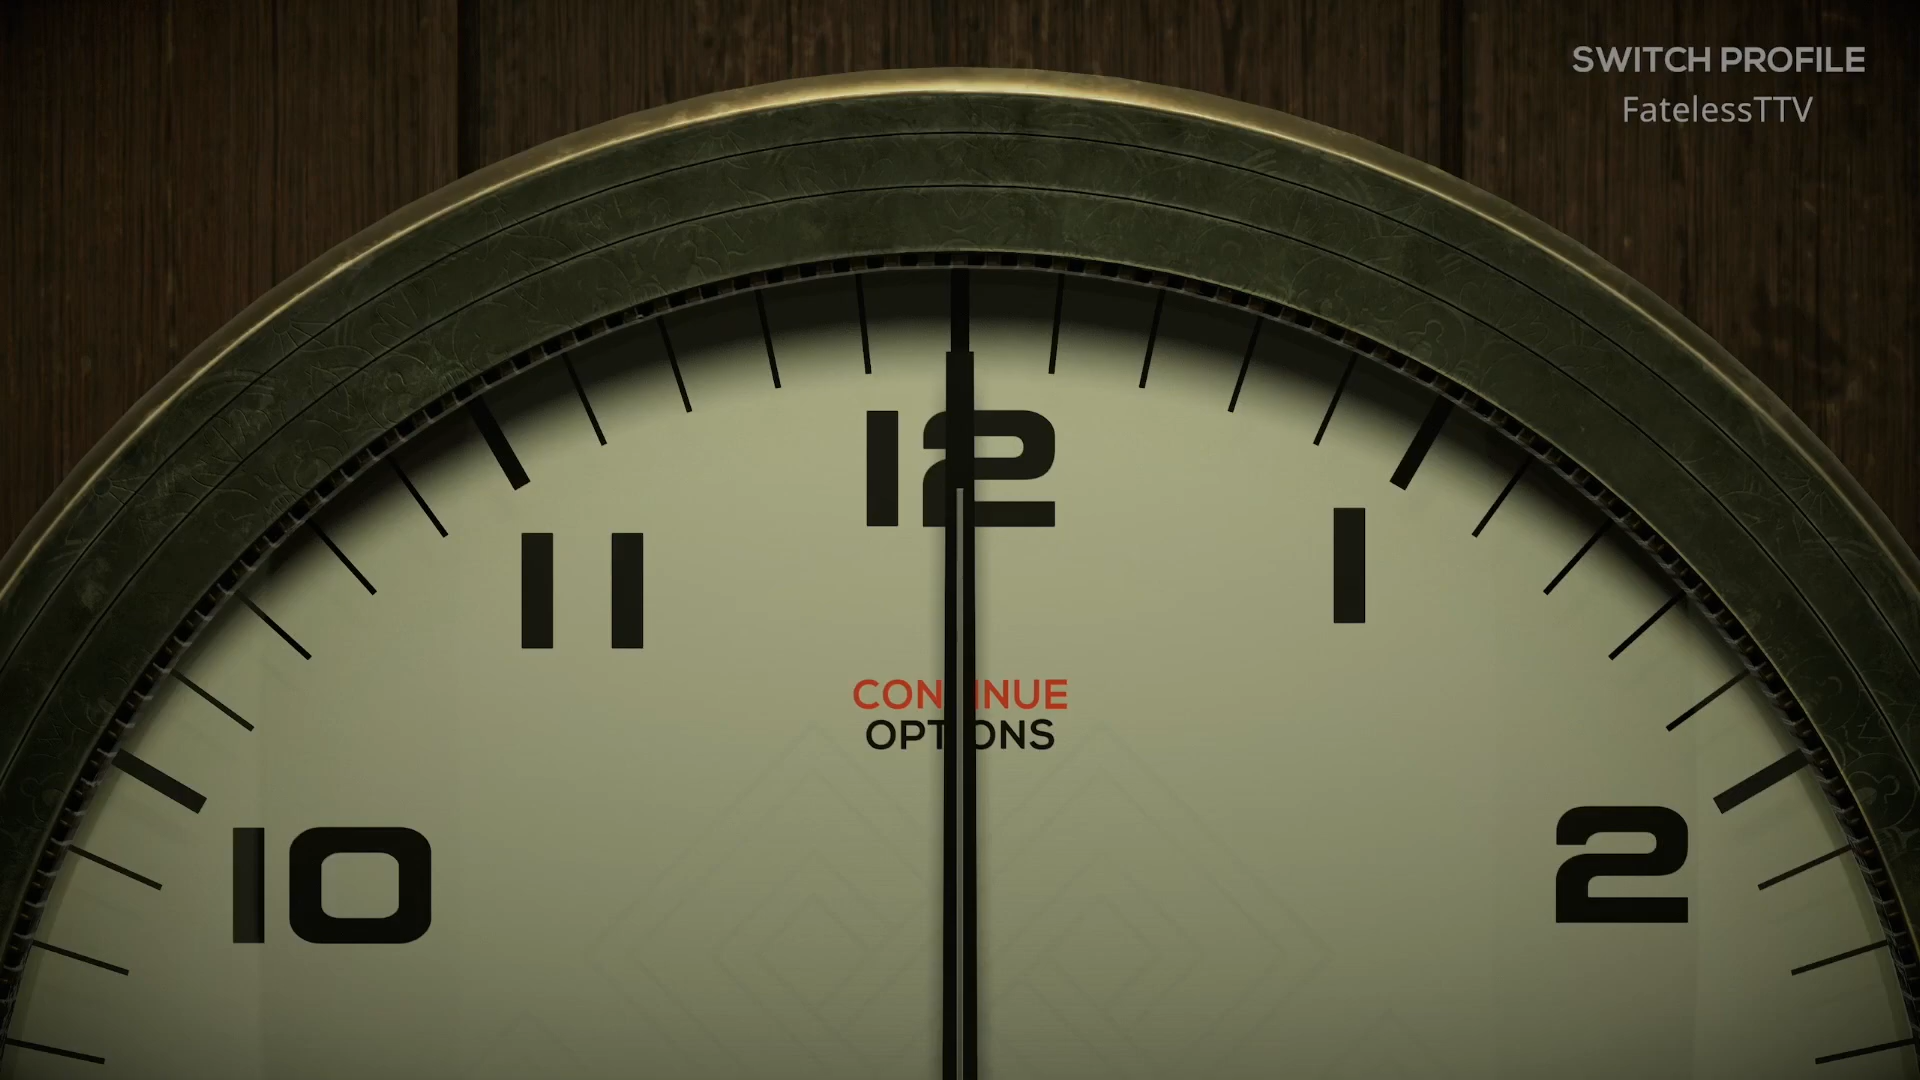 SWITCH PROFILE
FatelessTTV
12
11
1
CONTINUE
OPTIONS
10
2